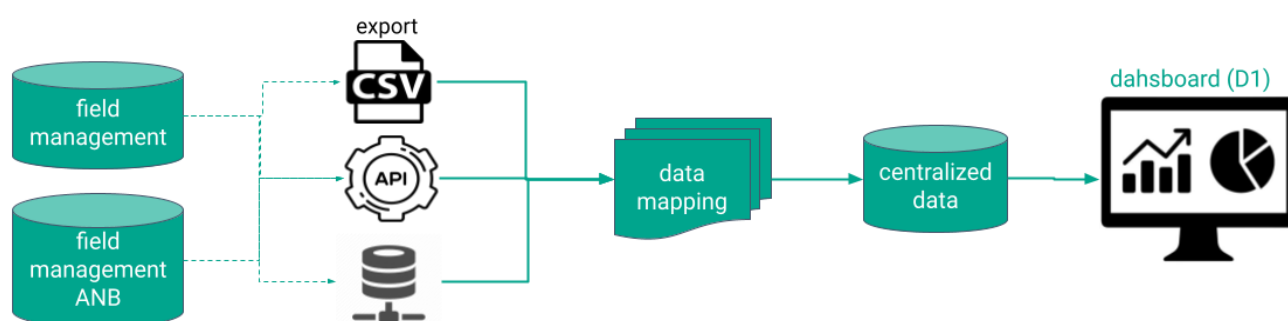 export
CSV
dahsboard (D1)
field
management
API
data
mapping
centralized
data
field
management
ANB